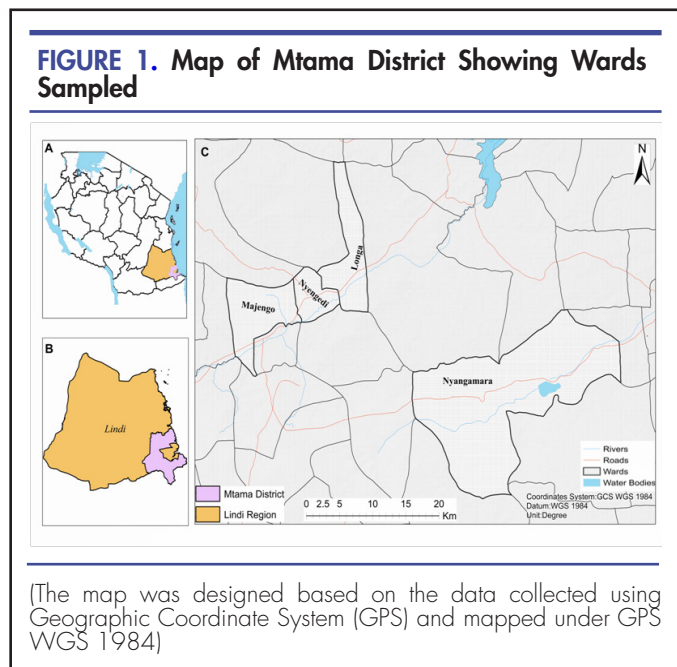 FIGURE 1. Map of Mtama District Showing Wards
Sampled
A
B
Lindi
Mtama District
Lindi Region
C
N
Longa
Nyengedi
Majengo
Nyangamara
Rivers
Roads
Wards
Water Bodies
Coordinates System:GCS WGS 1984
Datum:WGS 1984
Unit:Degree
0 2.5 5 10 15 20
Km
(The map was designed based on the data collected using
Geographic Coordinate System (GPS) and mapped under GPS
WGS 1984)